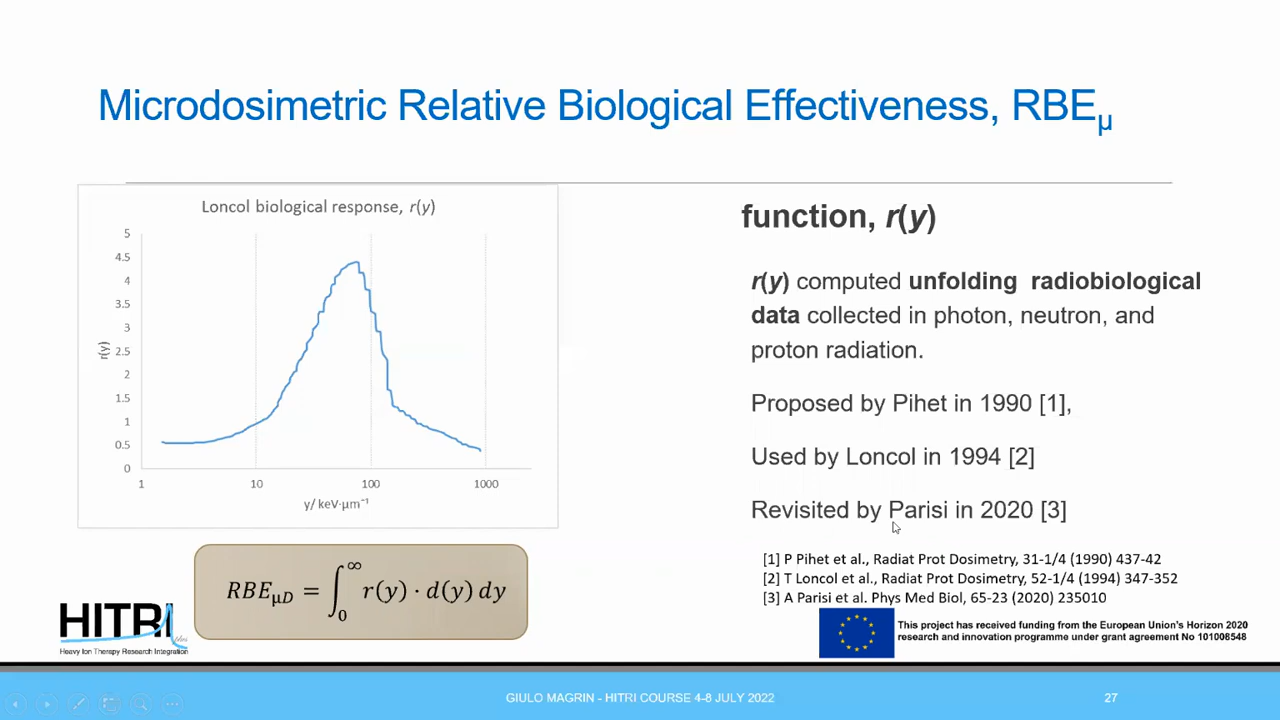 Microdosimetric Relative Biological Effectiveness, RBEμ
Loncol biological response, r(y)
5
4.5
4
3.5
3
2.5
2
1.5
1
0.5
0
r(y)
1 10 100 1000
y/ keV·μm⁻¹
RBE_μD = ∫₀^∞ r(y) · d(y) dy
function, r(y)
r(y) computed unfolding radiobiological
data collected in photon, neutron, and
proton radiation.
Proposed by Pihet in 1990 [1],
Used by Loncol in 1994 [2]
Revisited by Parisi in 2020 [3]
[1] P Pihet et al., Radiat Prot Dosimetry, 31-1/4 (1990) 437-42
[2] T Loncol et al., Radiat Prot Dosimetry, 52-1/4 (1994) 347-352
[3] A Parisi et al. Phys Med Biol, 65-23 (2020) 235010
HITRI
Heavy Ion Therapy Research Integration
This project has received funding from the European Union's Horizon 2020
research and innovation programme under grant agreement No 101008548
GIULO MAGRIN - HITRI COURSE 4-8 JULY 2022
27